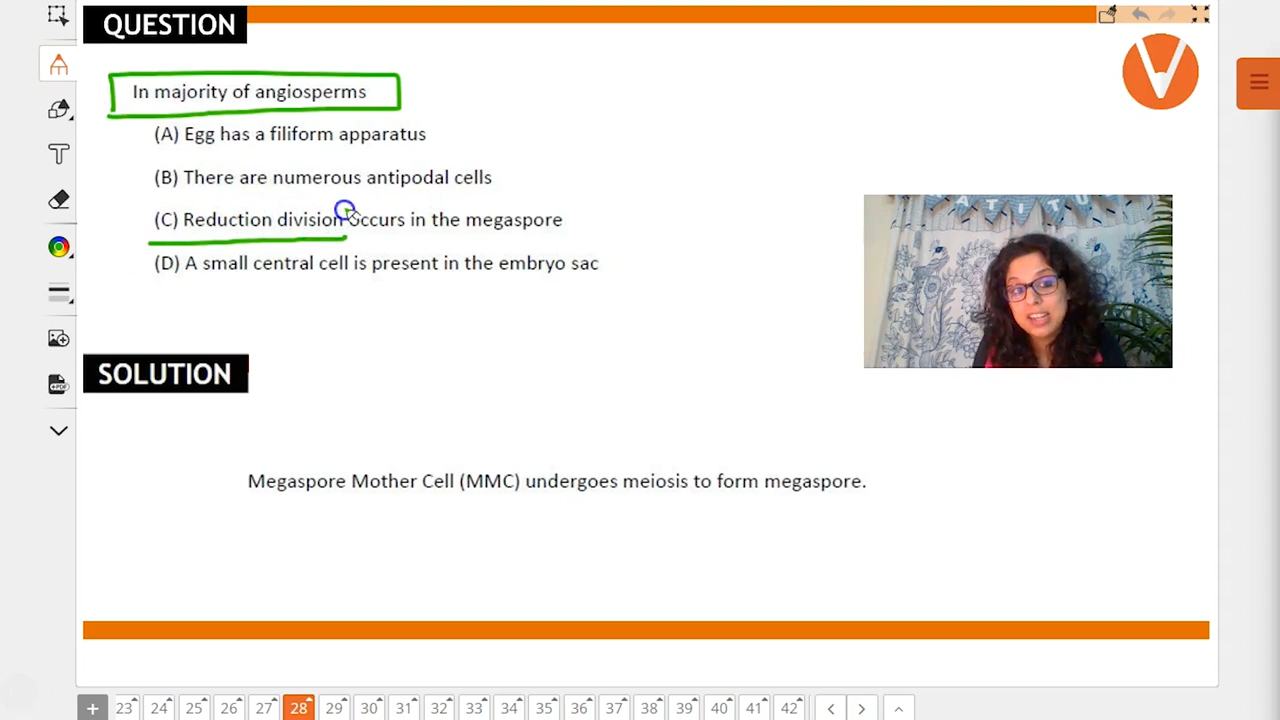 QUESTION
In majority of angiosperms
(A) Egg has a filiform apparatus
(B) There are numerous antipodal cells
(C) Reduction division occurs in the megaspore
(D) A small central cell is present in the embryo sac
SOLUTION
Megaspore Mother Cell (MMC) undergoes meiosis to form megaspore.
+ 23 24 25 26 27 28 29 30 31 32 33 34 35 36 37 38 39 40 41 42